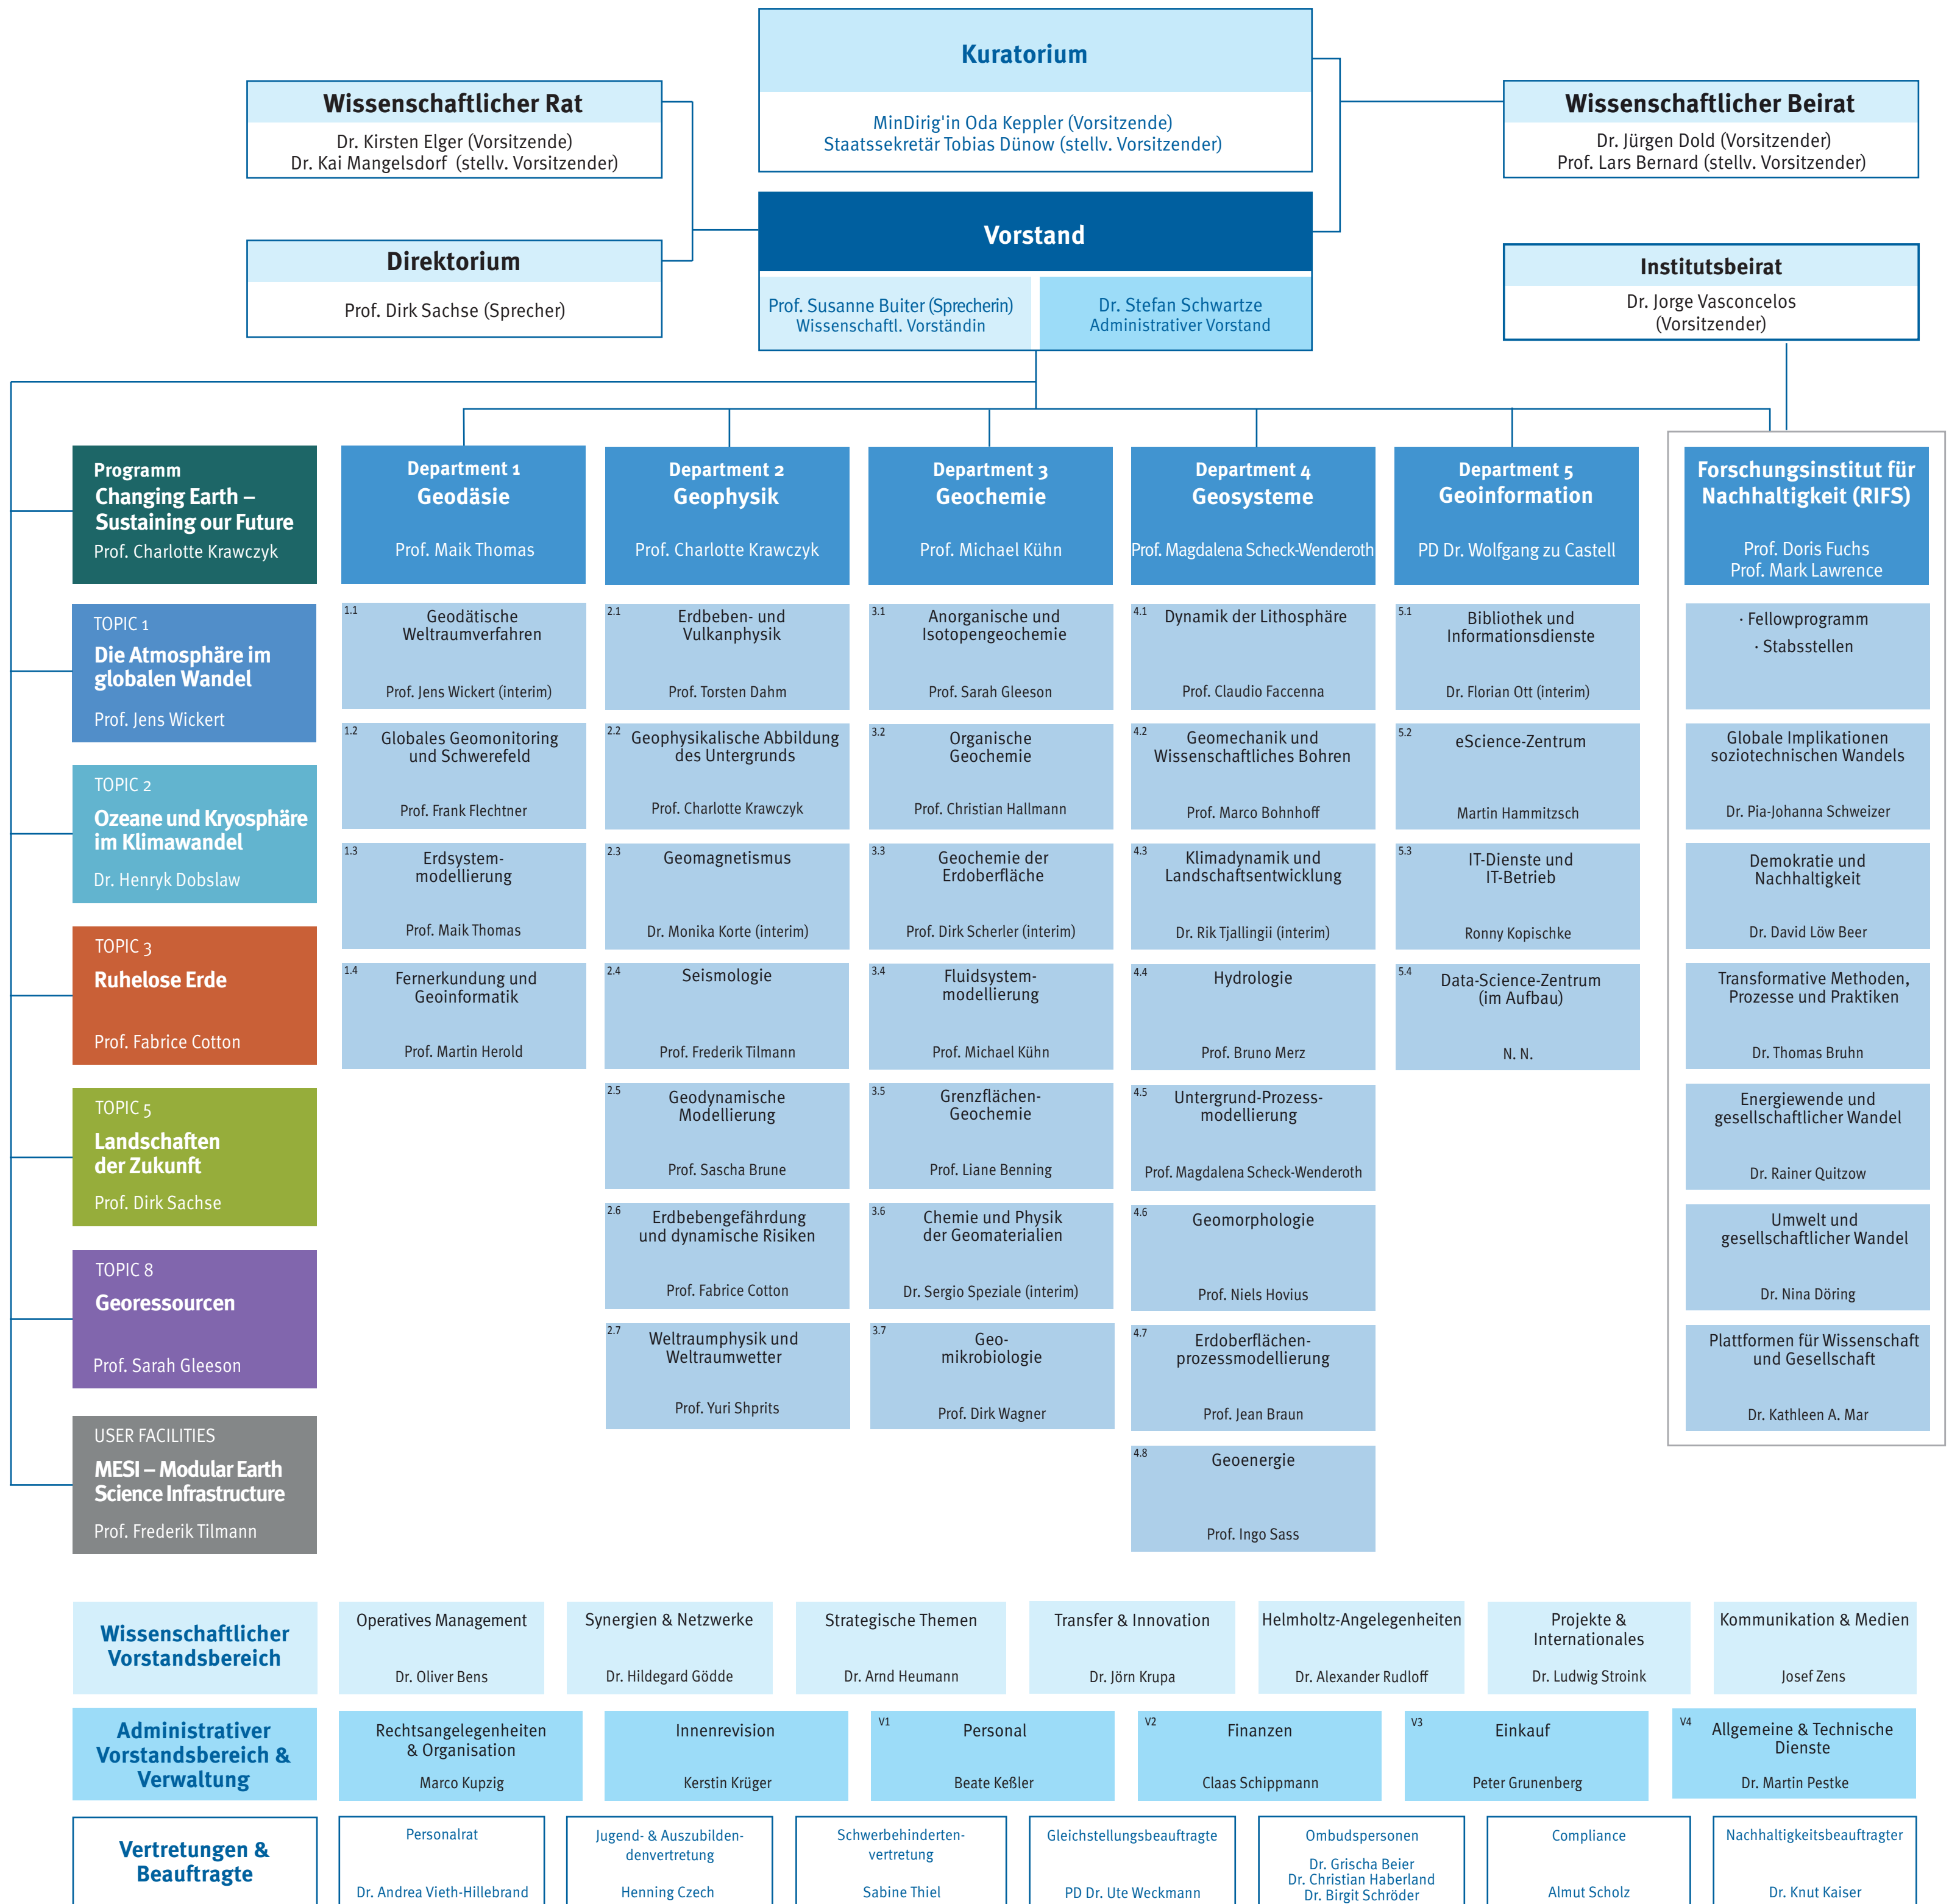 Kuratorium
MinDirig'in Oda Keppler (Vorsitzende)
Staatssekretär Tobias Dünow (stellv. Vorsitzender)
Wissenschaftlicher Rat
Dr. Kirsten Elger (Vorsitzende)
Dr. Kai Mangelsdorf (stellv. Vorsitzender)
Wissenschaftlicher Beirat
Dr. Jürgen Dold (Vorsitzender)
Prof. Lars Bernard (stellv. Vorsitzender)
Vorstand
Prof. Susanne Buiter (Sprecherin)
Wissenschaftl. Vorständin
Dr. Stefan Schwartze
Administrativer Vorstand
Direktorium
Prof. Dirk Sachse (Sprecher)
Institutsbeirat
Dr. Jorge Vasconcelos
(Vorsitzender)
Programm
Changing Earth –
Sustaining our Future
Prof. Charlotte Krawczyk
TOPIC 1
Die Atmosphäre im
globalen Wandel
Prof. Jens Wickert
TOPIC 2
Ozeane und Kryosphäre
im Klimawandel
Dr. Henryk Dobslaw
TOPIC 3
Ruhelose Erde
Prof. Fabrice Cotton
TOPIC 5
Landschaften
der Zukunft
Prof. Dirk Sachse
TOPIC 8
Georessourcen
Prof. Sarah Gleeson
USER FACILITIES
MESI – Modular Earth
Science Infrastructure
Prof. Frederik Tilmann
Department 1
Geodäsie
Prof. Maik Thomas
1.1
Geodätische
Weltraumverfahren
Prof. Jens Wickert (interim)
1.2
Globales Geomonitoring
und Schwerefeld
Prof. Frank Flechtner
1.3
Erdsystem-
modellierung
Prof. Maik Thomas
1.4
Fernerkundung und
Geoinformatik
Prof. Martin Herold
Department 2
Geophysik
Prof. Charlotte Krawczyk
2.1
Erdbeben- und
Vulkanphysik
Prof. Torsten Dahm
2.2
Geophysikalische Abbildung
des Untergrunds
Prof. Charlotte Krawczyk
2.3
Geomagnetismus
Dr. Monika Korte (interim)
2.4
Seismologie
Prof. Frederik Tilmann
2.5
Geodynamische
Modellierung
Prof. Sascha Brune
2.6
Erdbebengefährdung
und dynamische Risiken
Prof. Fabrice Cotton
2.7
Weltraumphysik und
Weltraumwetter
Prof. Yuri Shprits
Department 3
Geochemie
Prof. Michael Kühn
3.1
Anorganische und
Isotopengeochemie
Prof. Sarah Gleeson
3.2
Organische
Geochemie
Prof. Christian Hallmann
3.3
Geochemie der
Erdoberfläche
Prof. Dirk Scherler (interim)
3.4
Fluidsystem-
modellierung
Prof. Michael Kühn
3.5
Grenzflächen-
Geochemie
Prof. Liane Benning
3.6
Chemie und Physik
der Geomaterialien
Dr. Sergio Speziale (interim)
3.7
Geo-
mikrobiologie
Prof. Dirk Wagner
Department 4
Geosysteme
Prof. Magdalena Scheck-Wenderoth
4.1
Dynamik der Lithosphäre
Prof. Claudio Faccenna
4.2
Geomechanik und
Wissenschaftliches Bohren
Prof. Marco Bohnhoff
4.3
Klimadynamik und
Landschaftsentwicklung
Dr. Rik Tjallingii (interim)
4.4
Hydrologie
Prof. Bruno Merz
4.5
Untergrund-Prozess-
modellierung
Prof. Magdalena Scheck-Wenderoth
4.6
Geomorphologie
Prof. Niels Hovius
4.7
Erdoberflächen-
prozessmodellierung
Prof. Jean Braun
4.8
Geoenergie
Prof. Ingo Sass
Department 5
Geoinformation
PD Dr. Wolfgang zu Castell
5.1
Bibliothek und
Informationsdienste
Dr. Florian Ott (interim)
5.2
eScience-Zentrum
Martin Hammitzsch
5.3
IT-Dienste und
IT-Betrieb
Ronny Kopischke
5.4
Data-Science-Zentrum
(im Aufbau)
N. N.
Forschungsinstitut für
Nachhaltigkeit (RIFS)
Prof. Doris Fuchs
Prof. Mark Lawrence
· Fellowprogramm
· Stabsstellen
Globale Implikationen
soziotechnischen Wandels
Dr. Pia-Johanna Schweizer
Demokratie und
Nachhaltigkeit
Dr. David Löw Beer
Transformative Methoden,
Prozesse und Praktiken
Dr. Thomas Bruhn
Energiewende und
gesellschaftlicher Wandel
Dr. Rainer Quitzow
Umwelt und
gesellschaftlicher Wandel
Dr. Nina Döring
Plattformen für Wissenschaft
und Gesellschaft
Dr. Kathleen A. Mar
Wissenschaftlicher
Vorstandsbereich
Operatives Management
Dr. Oliver Bens
Synergien & Netzwerke
Dr. Hildegard Gödde
Strategische Themen
Dr. Arnd Heumann
Transfer & Innovation
Dr. Jörn Krupa
Helmholtz-Angelegenheiten
Dr. Alexander Rudloff
Projekte &
Internationales
Dr. Ludwig Stroink
Kommunikation & Medien
Josef Zens
Administrativer
Vorstandsbereich &
Verwaltung
Rechtsangelegenheiten
& Organisation
Marco Kupzig
Innenrevision
Kerstin Krüger
V1
Personal
Beate Keßler
V2
Finanzen
Claas Schippmann
V3
Einkauf
Peter Grunenberg
V4
Allgemeine & Technische
Dienste
Dr. Martin Pestke
Vertretungen &
Beauftragte
Personalrat
Dr. Andrea Vieth-Hillebrand
Jugend- & Auszubilden-
denvertretung
Henning Czech
Schwerbehinderten-
vertretung
Sabine Thiel
Gleichstellungsbeauftragte
PD Dr. Ute Weckmann
Ombudspersonen
Dr. Grischa Beier
Dr. Christian Haberland
Dr. Birgit Schröder
Compliance
Almut Scholz
Nachhaltigkeitsbeauftragter
Dr. Knut Kaiser